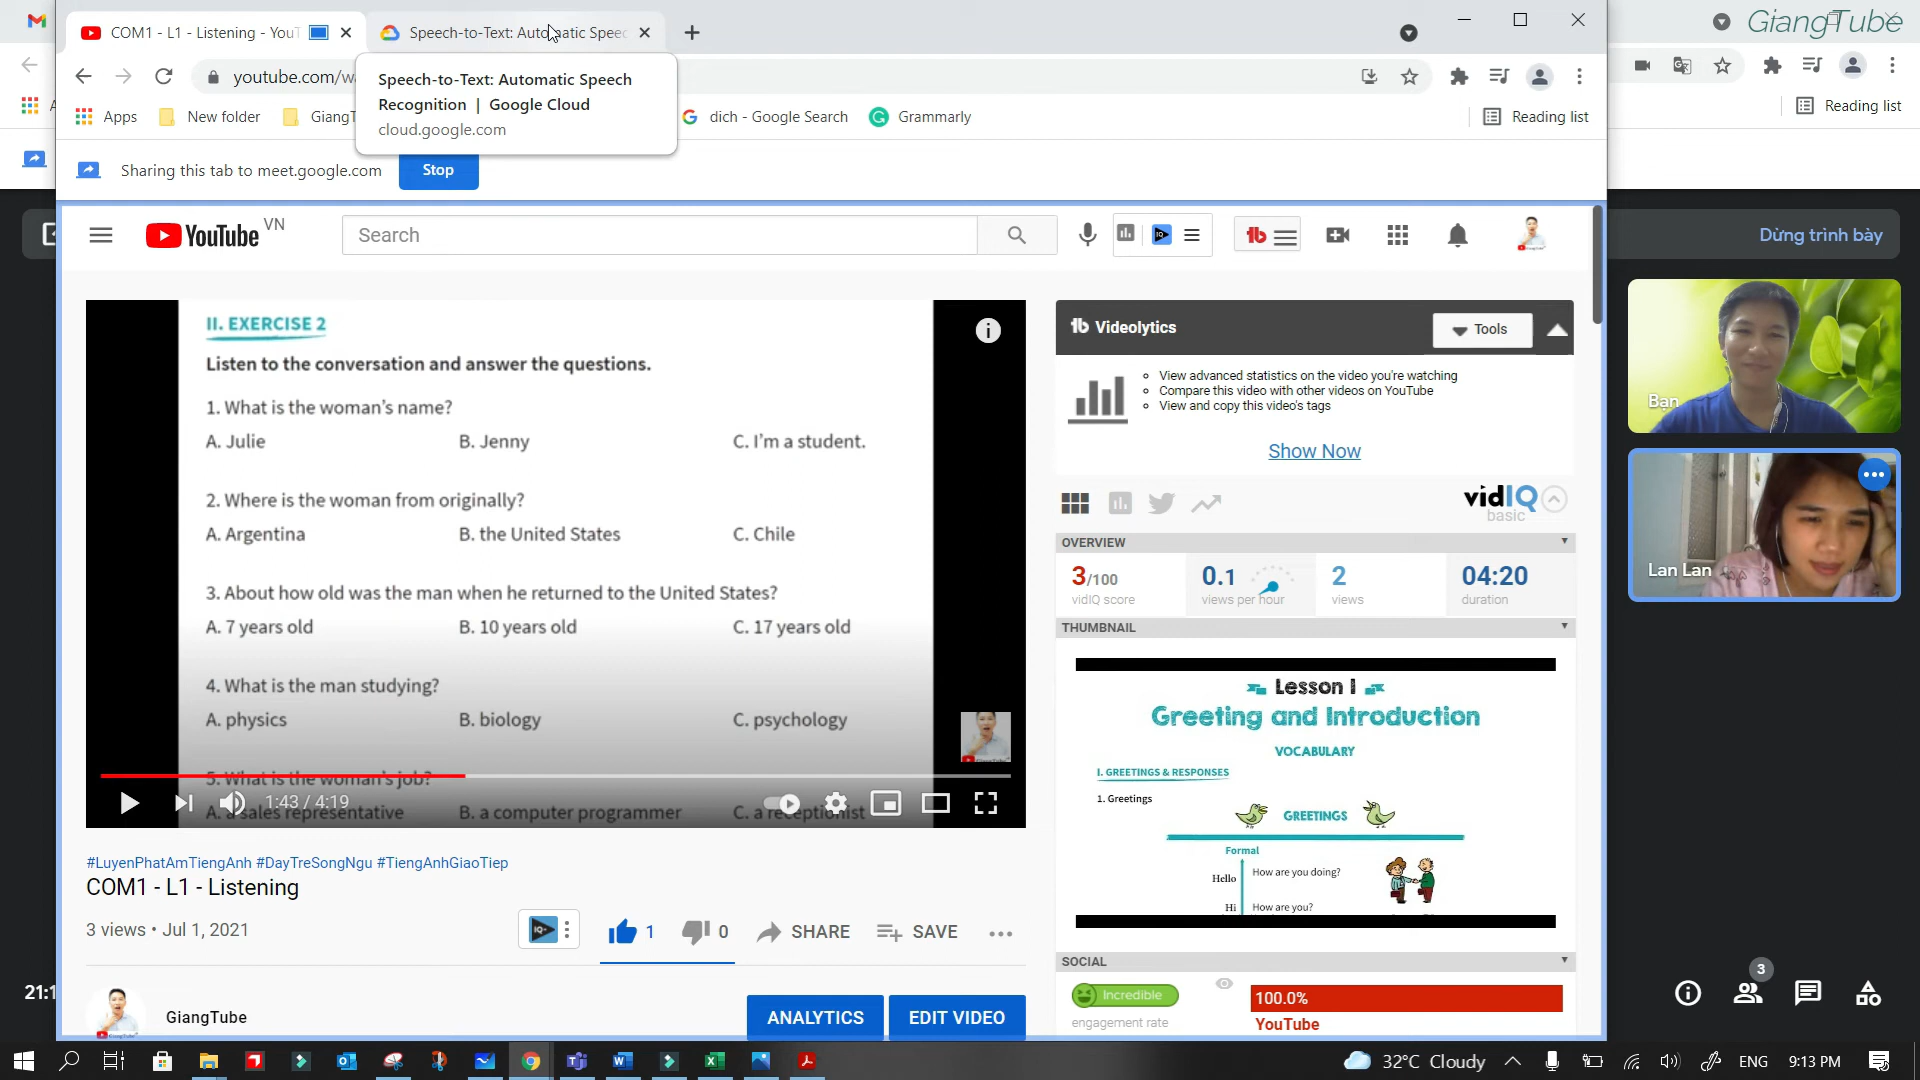 COM1 - L1 - Listening - YouT
Speech-to-Text: Automatic Speec
GiangTube
youtube.com/wa
Speech-to-Text: Automatic Speech
Recognition | Google Cloud
cloud.google.com
Apps
New folder
GiangT
dich - Google Search
Grammarly
Reading list
Reading list
Sharing this tab to meet.google.com
Stop
YouTube VN
Search
Dừng trình bày
II. EXERCISE 2
Listen to the conversation and answer the questions.
1. What is the woman's name?
A. Julie B. Jenny C. I'm a student.
2. Where is the woman from originally?
A. Argentina B. the United States C. Chile
3. About how old was the man when he returned to the United States?
A. 7 years old B. 10 years old C. 17 years old
4. What is the man studying?
A. physics B. biology C. psychology
5. What is the woman's job?
A. a sales representative B. a computer programmer C. a receptionist
1:43 / 4:19
#LuyenPhatAmTiengAnh #DayTreSongNgu #TiengAnhGiaoTiep
COM1 - L1 - Listening
3 views • Jul 1, 2021
1 0 SHARE SAVE
GiangTube
ANALYTICS EDIT VIDEO
Videolytics
Tools
View advanced statistics on the video you're watching
Compare this video with other videos on YouTube
View and copy this video's tags
Show Now
vidIQ
basic
OVERVIEW
3/100 0.1 2 04:20
vidIQ score views per hour views duration
THUMBNAIL
Lesson 1
Greeting and Introduction
VOCABULARY
I. GREETINGS & RESPONSES
1. Greetings
GREETINGS
Formal
Hello How are you doing?
Hi How are you?
SOCIAL
Incredible
engagement rate
100.0%
YouTube
Bạn
Lan Lan
3
21:1
32°C Cloudy
ENG
9:13 PM